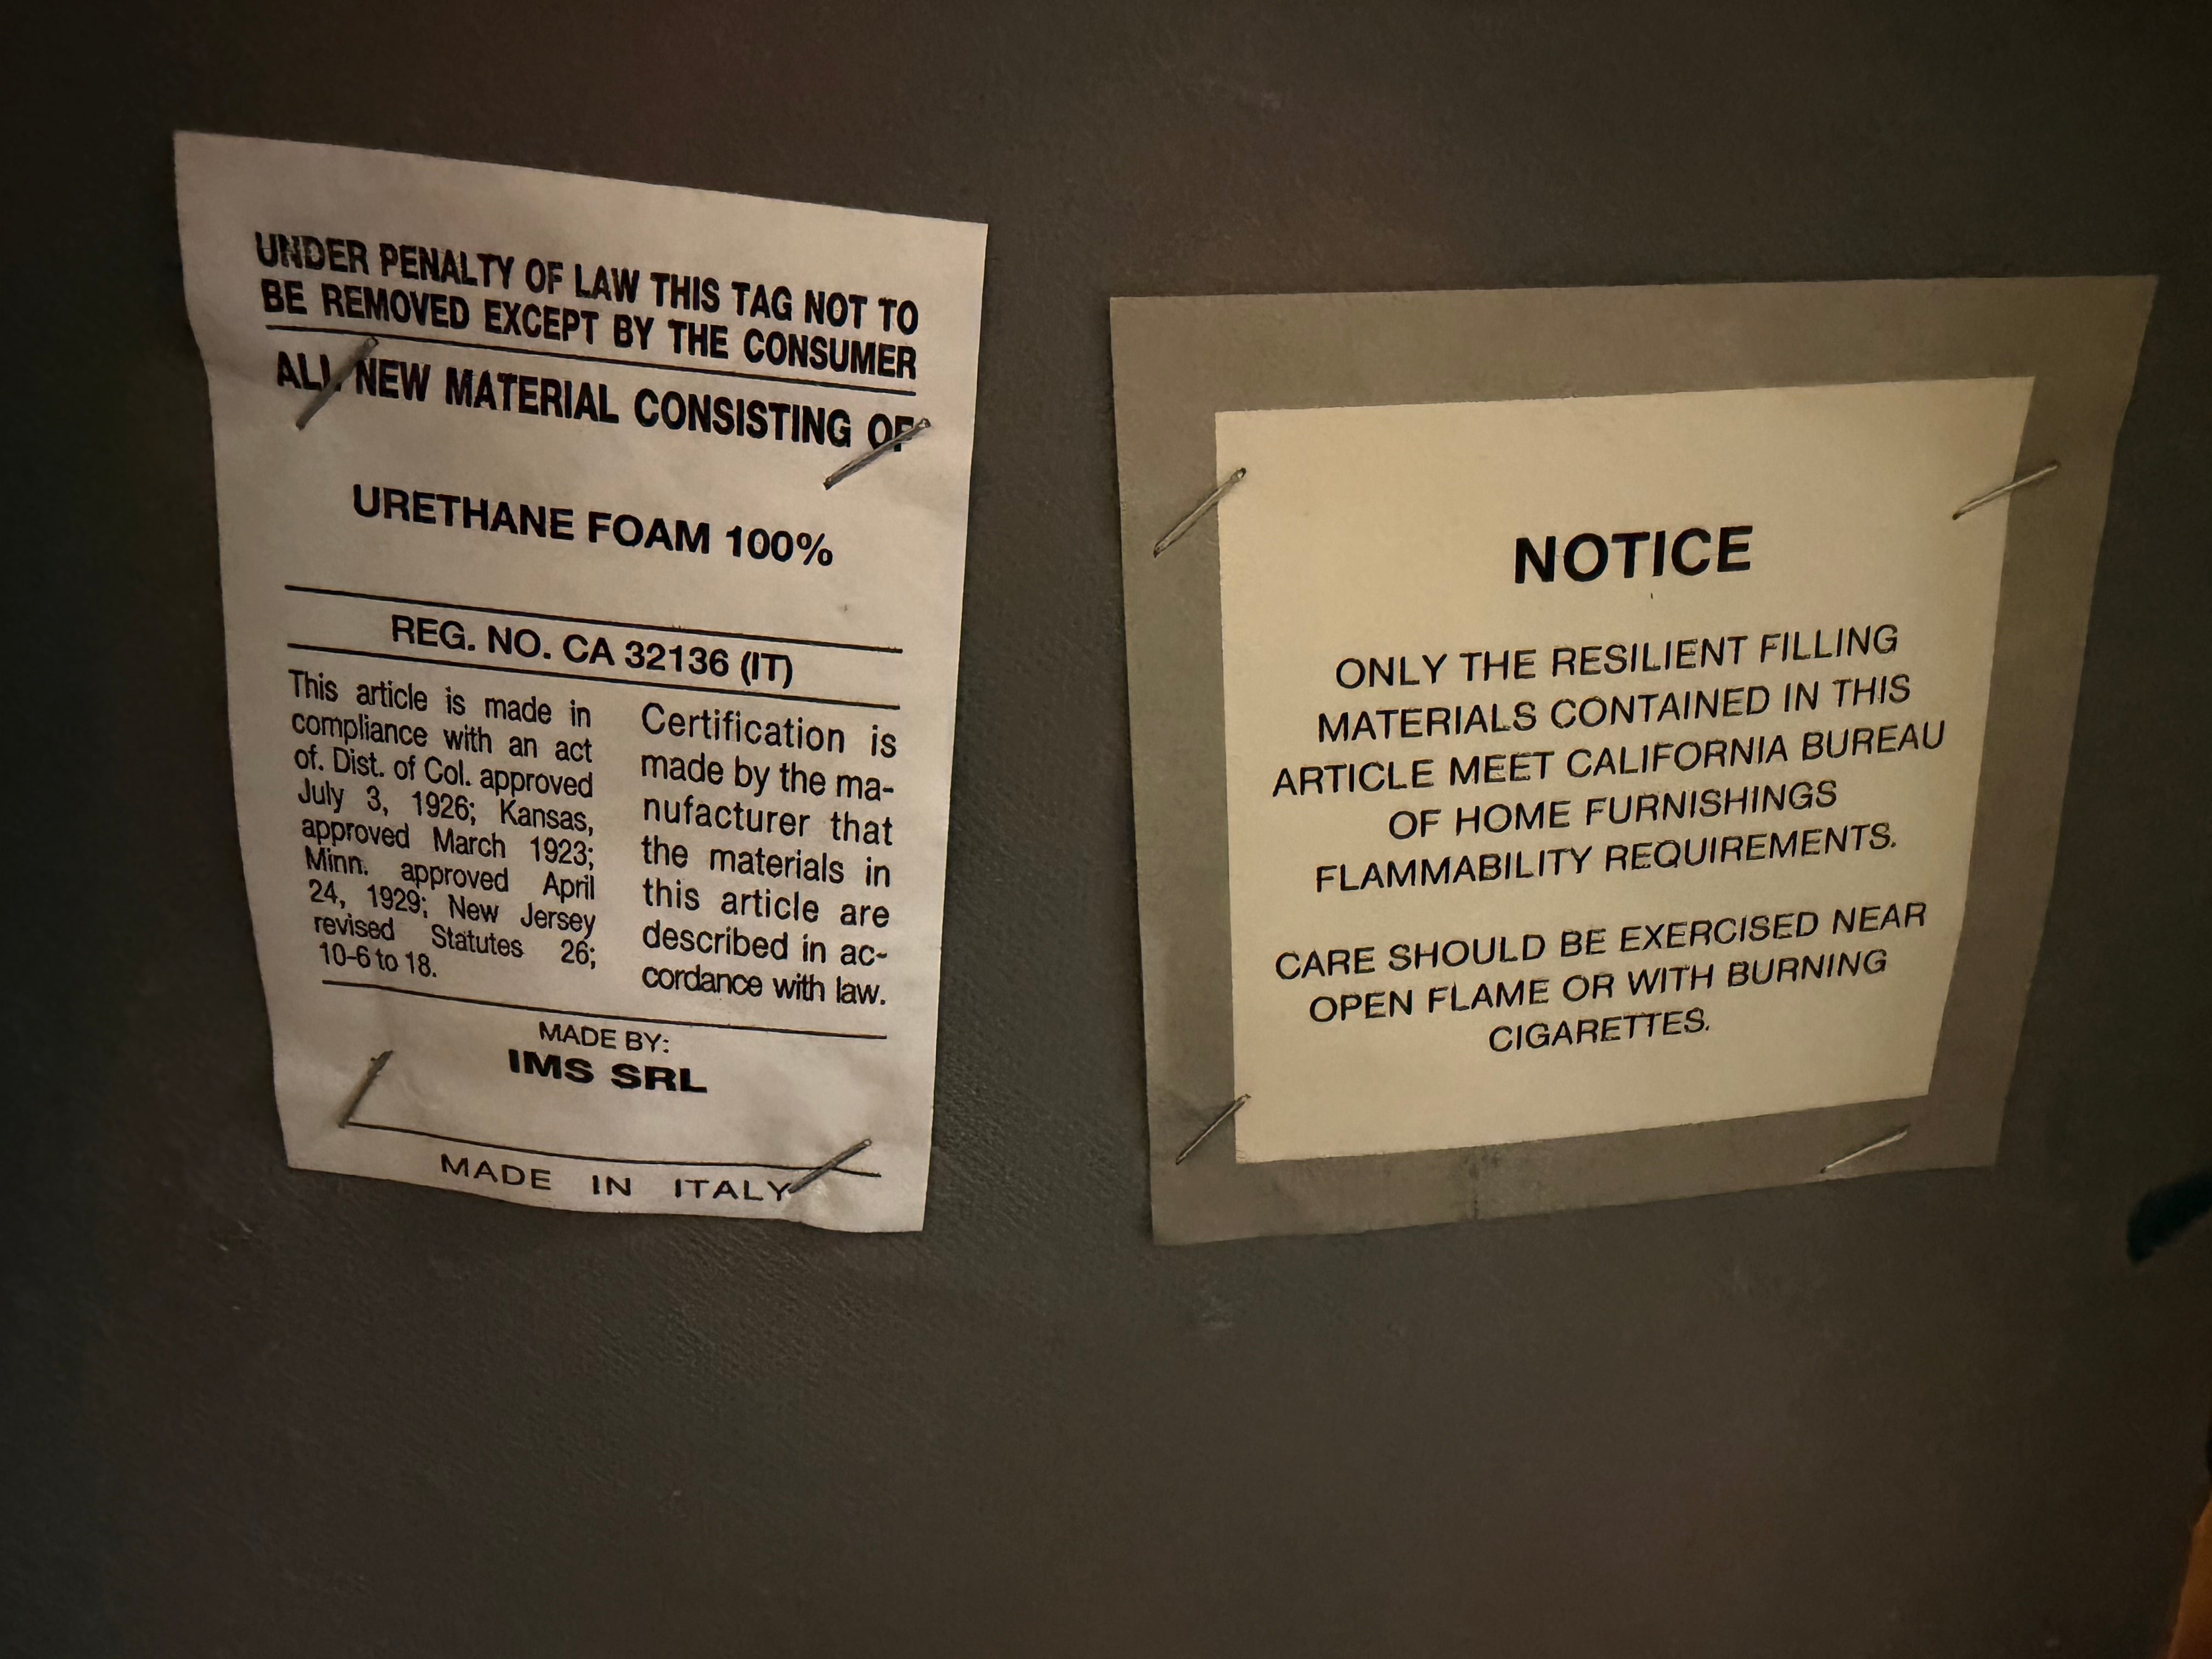 UNDER PENALTY OF LAW THIS TAG NOT TO
BE REMOVED EXCEPT BY THE CONSUMER
ALL NEW MATERIAL CONSISTING OF
URETHANE FOAM 100%
REG. NO. CA 32136 (IT)
This article is made in
compliance with an act
of. Dist. of Col. approved
July 3, 1926; Kansas,
approved March 1923;
Minn. approved April
24, 1929; New Jersey
revised Statutes 26;
10-6 to 18.
Certification is
made by the ma-
nufacturer that
the materials in
this article are
described in ac-
cordance with law.
MADE BY:
IMS SRL
MADE IN ITALY
NOTICE
ONLY THE RESILIENT FILLING
MATERIALS CONTAINED IN THIS
ARTICLE MEET CALIFORNIA BUREAU
OF HOME FURNISHINGS
FLAMMABILITY REQUIREMENTS.
CARE SHOULD BE EXERCISED NEAR
OPEN FLAME OR WITH BURNING
CIGARETTES.